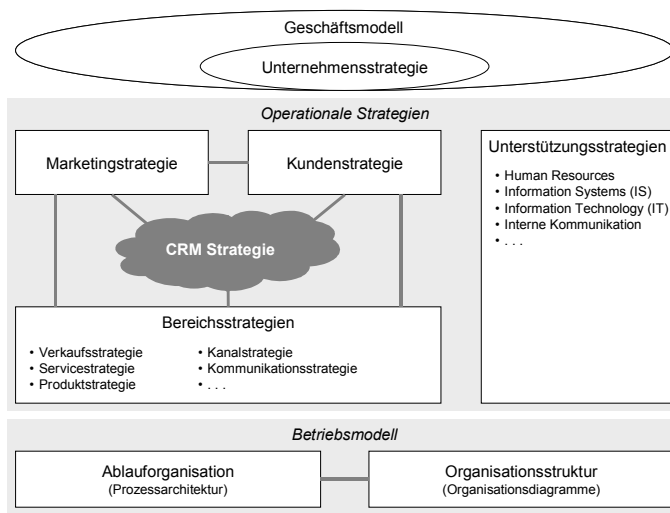 Geschäftsmodell
Unternehmensstrategie
Operationale Strategien
Marketingstrategie
Kundenstrategie
CRM Strategie
Bereichsstrategien
• Verkaufsstrategie
• Servicestrategie
• Produktstrategie
• Kanalstrategie
• Kommunikationsstrategie
• . . .
Unterstützungsstrategien
• Human Resources
• Information Systems (IS)
• Information Technology (IT)
• Interne Kommunikation
• . . .
Betriebsmodell
Ablauforganisation
(Prozessarchitektur)
Organisationsstruktur
(Organisationsdiagramme)